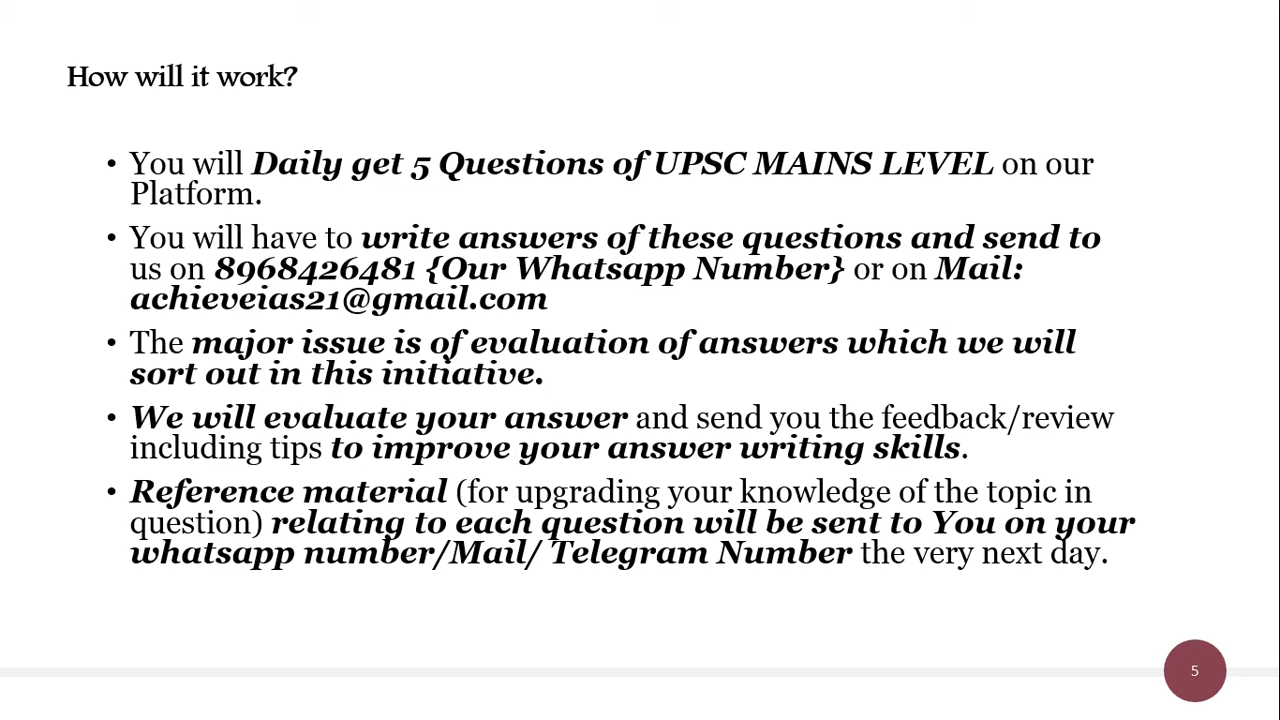 How will it work?
• You will Daily get 5 Questions of UPSC MAINS LEVEL on our
Platform.
• You will have to write answers of these questions and send to
us on 8968426481 {Our Whatsapp Number} or on Mail:
achieveias21@gmail.com
• The major issue is of evaluation of answers which we will
sort out in this initiative.
• We will evaluate your answer and send you the feedback/review
including tips to improve your answer writing skills.
• Reference material (for upgrading your knowledge of the topic in
question) relating to each question will be sent to You on your
whatsapp number/Mail/ Telegram Number the very next day.
5